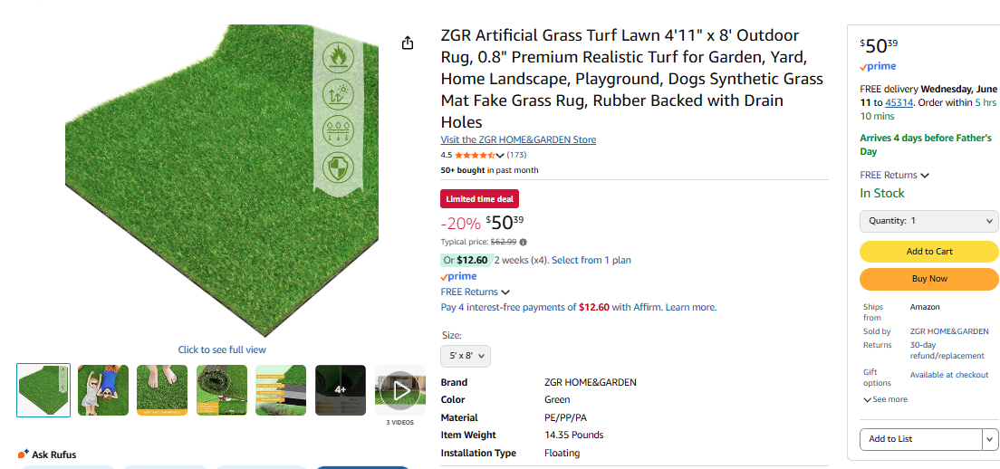 ZGR Artificial Grass Turf Lawn 4'11" x 8' Outdoor
Rug, 0.8" Premium Realistic Turf for Garden, Yard,
Home Landscape, Playground, Dogs Synthetic Grass
Mat Fake Grass Rug, Rubber Backed with Drain
Holes
Visit the ZGR HOME&GARDEN Store
4.5 (173)
50+ bought in past month
Limited time deal
-20% $50 39
Typical price: $62.99
Or $12.60 /2 weeks (x4). Select from 1 plan
prime
FREE Returns
Pay 4 interest-free payments of $12.60 with Affirm. Learn more.
Size:
5' x 8'
Brand ZGR HOME&GARDEN
Color Green
Material PE/PP/PA
Item Weight 14.35 Pounds
Installation Type Floating
Click to see full view
4+
3 VIDEOS
Ask Rufus
$50 39
prime
FREE delivery Wednesday, June
11 to 45314. Order within 5 hrs
10 mins
Arrives 4 days before Father's
Day
FREE Returns
In Stock
Quantity: 1
Add to Cart
Buy Now
Ships from Amazon
Sold by ZGR HOME&GARDEN
Returns 30-day
refund/replacement
Gift options Available at checkout
See more
Add to List